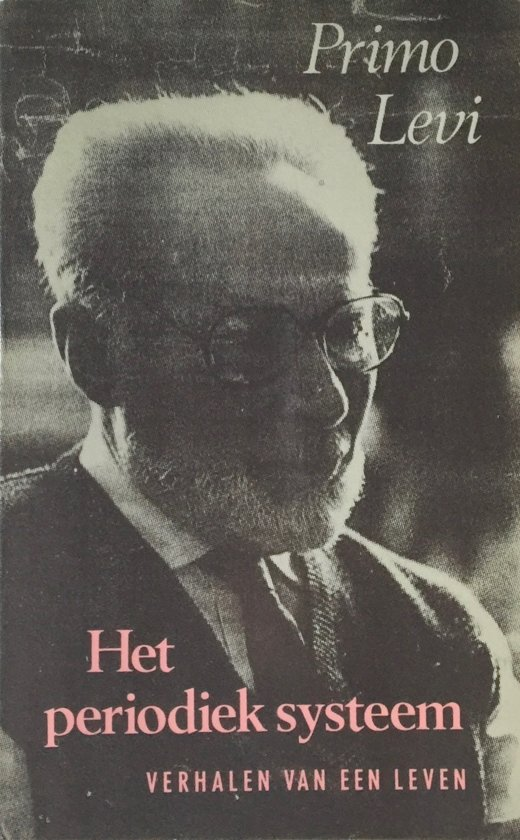 Primo
Levi
Het
periodiek systeem
VERHALEN VAN EEN LEVEN